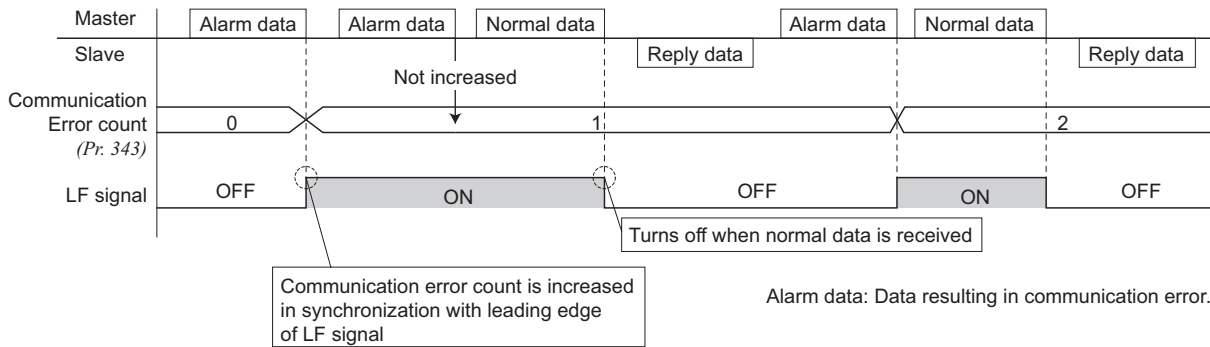 Master
Alarm data
Alarm data
Normal data
Alarm data
Normal data
Slave
Reply data
Reply data
Not increased
Communication
Error count
(Pr. 343)
0
1
2
LF signal
OFF
ON
OFF
ON
OFF
Turns off when normal data is received
Communication error count is increased
in synchronization with leading edge
of LF signal
Alarm data: Data resulting in communication error.